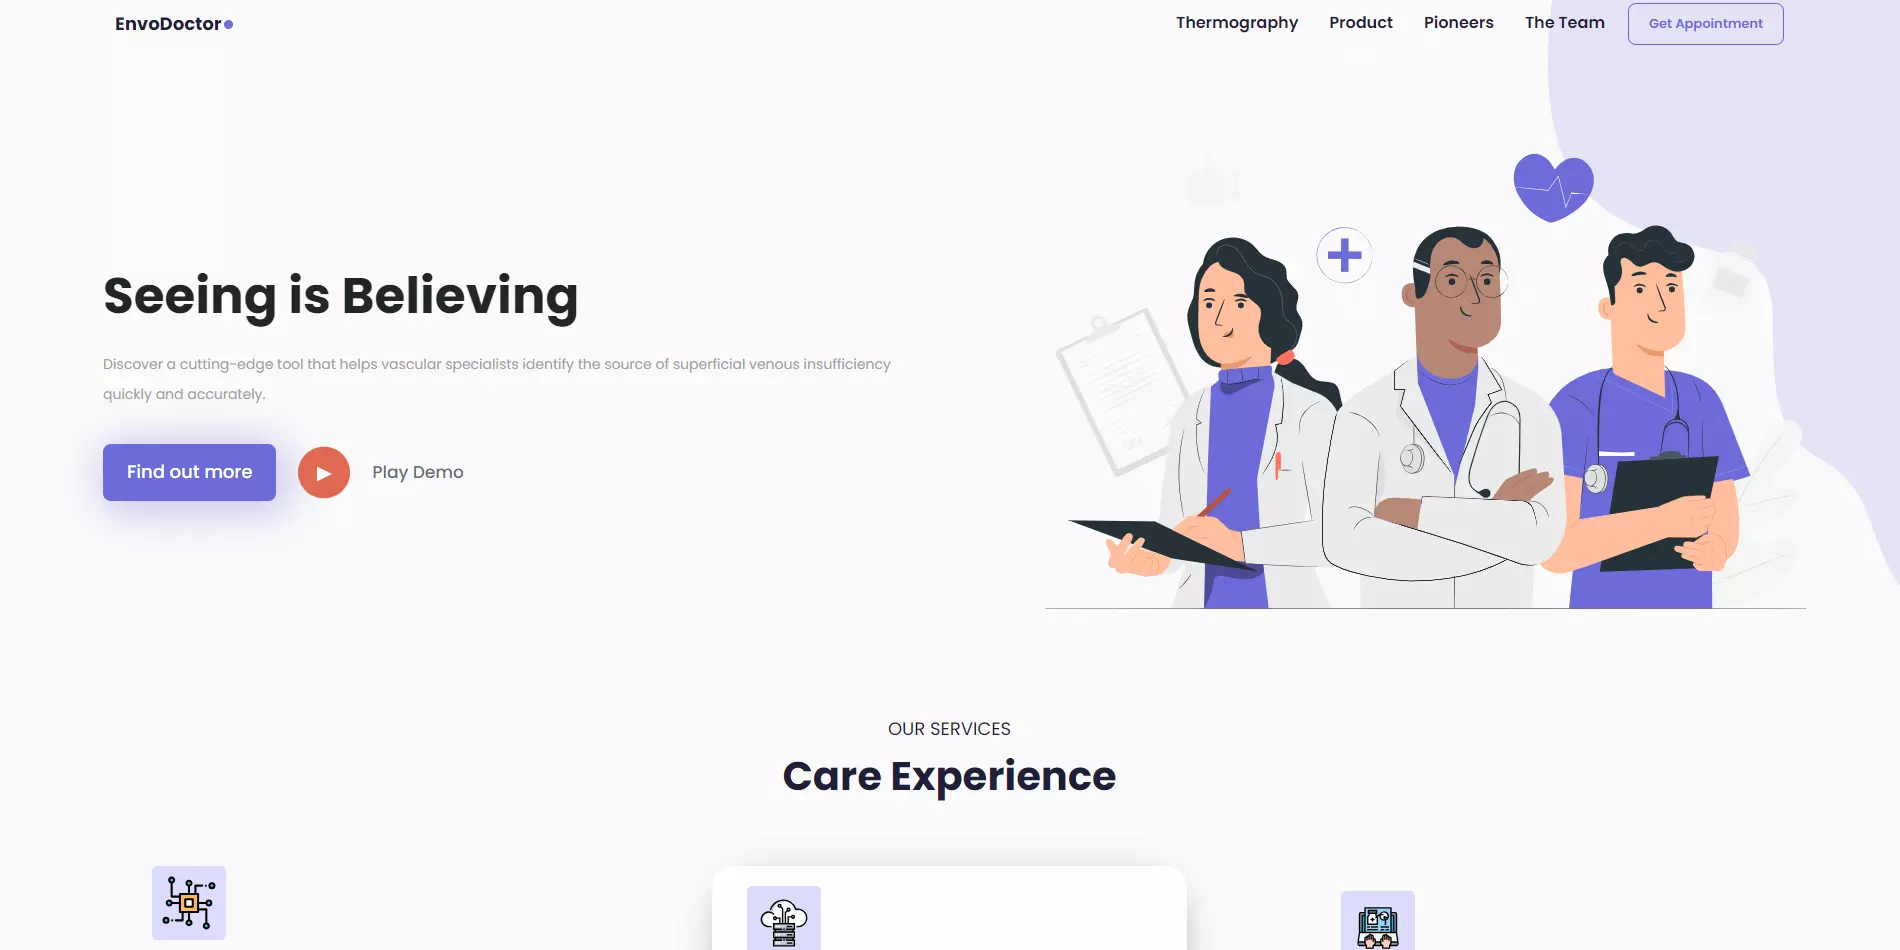 EnvoDoctor
Thermography
Product
Pioneers
The Team
Get Appointment
Seeing is Believing
Discover a cutting-edge tool that helps vascular specialists identify the source of superficial venous insufficiency
quickly and accurately.
Find out more
Play Demo
OUR SERVICES
Care Experience